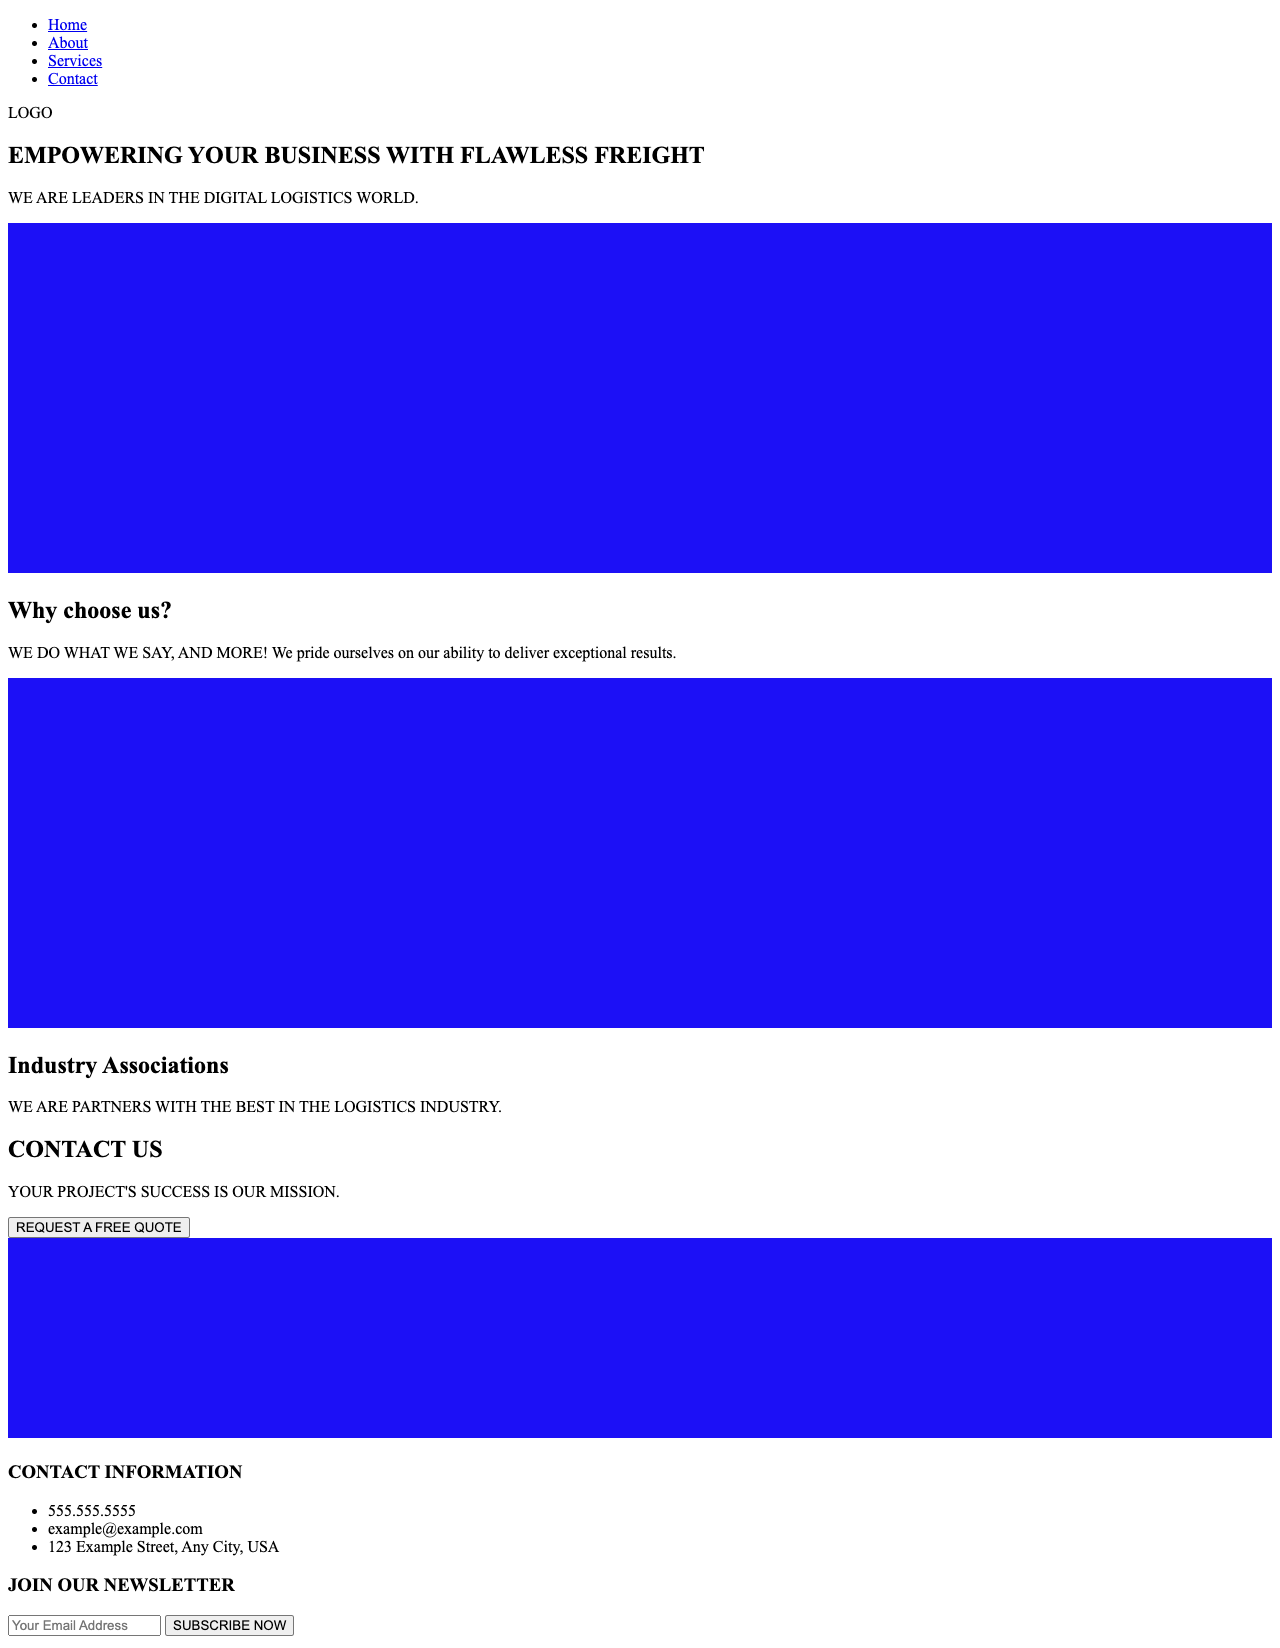 Home
About
Services
Contact
LOGO
EMPOWERING YOUR BUSINESS WITH FLAWLESS FREIGHT
WE ARE LEADERS IN THE DIGITAL LOGISTICS WORLD.
Why choose us?
WE DO WHAT WE SAY, AND MORE! We pride ourselves on our ability to deliver exceptional results.
Industry Associations
WE ARE PARTNERS WITH THE BEST IN THE LOGISTICS INDUSTRY.
CONTACT US
YOUR PROJECT'S SUCCESS IS OUR MISSION.
REQUEST A FREE QUOTE
CONTACT INFORMATION
555.555.5555
example@example.com
123 Example Street, Any City, USA
JOIN OUR NEWSLETTER
Your Email Address SUBSCRIBE NOW